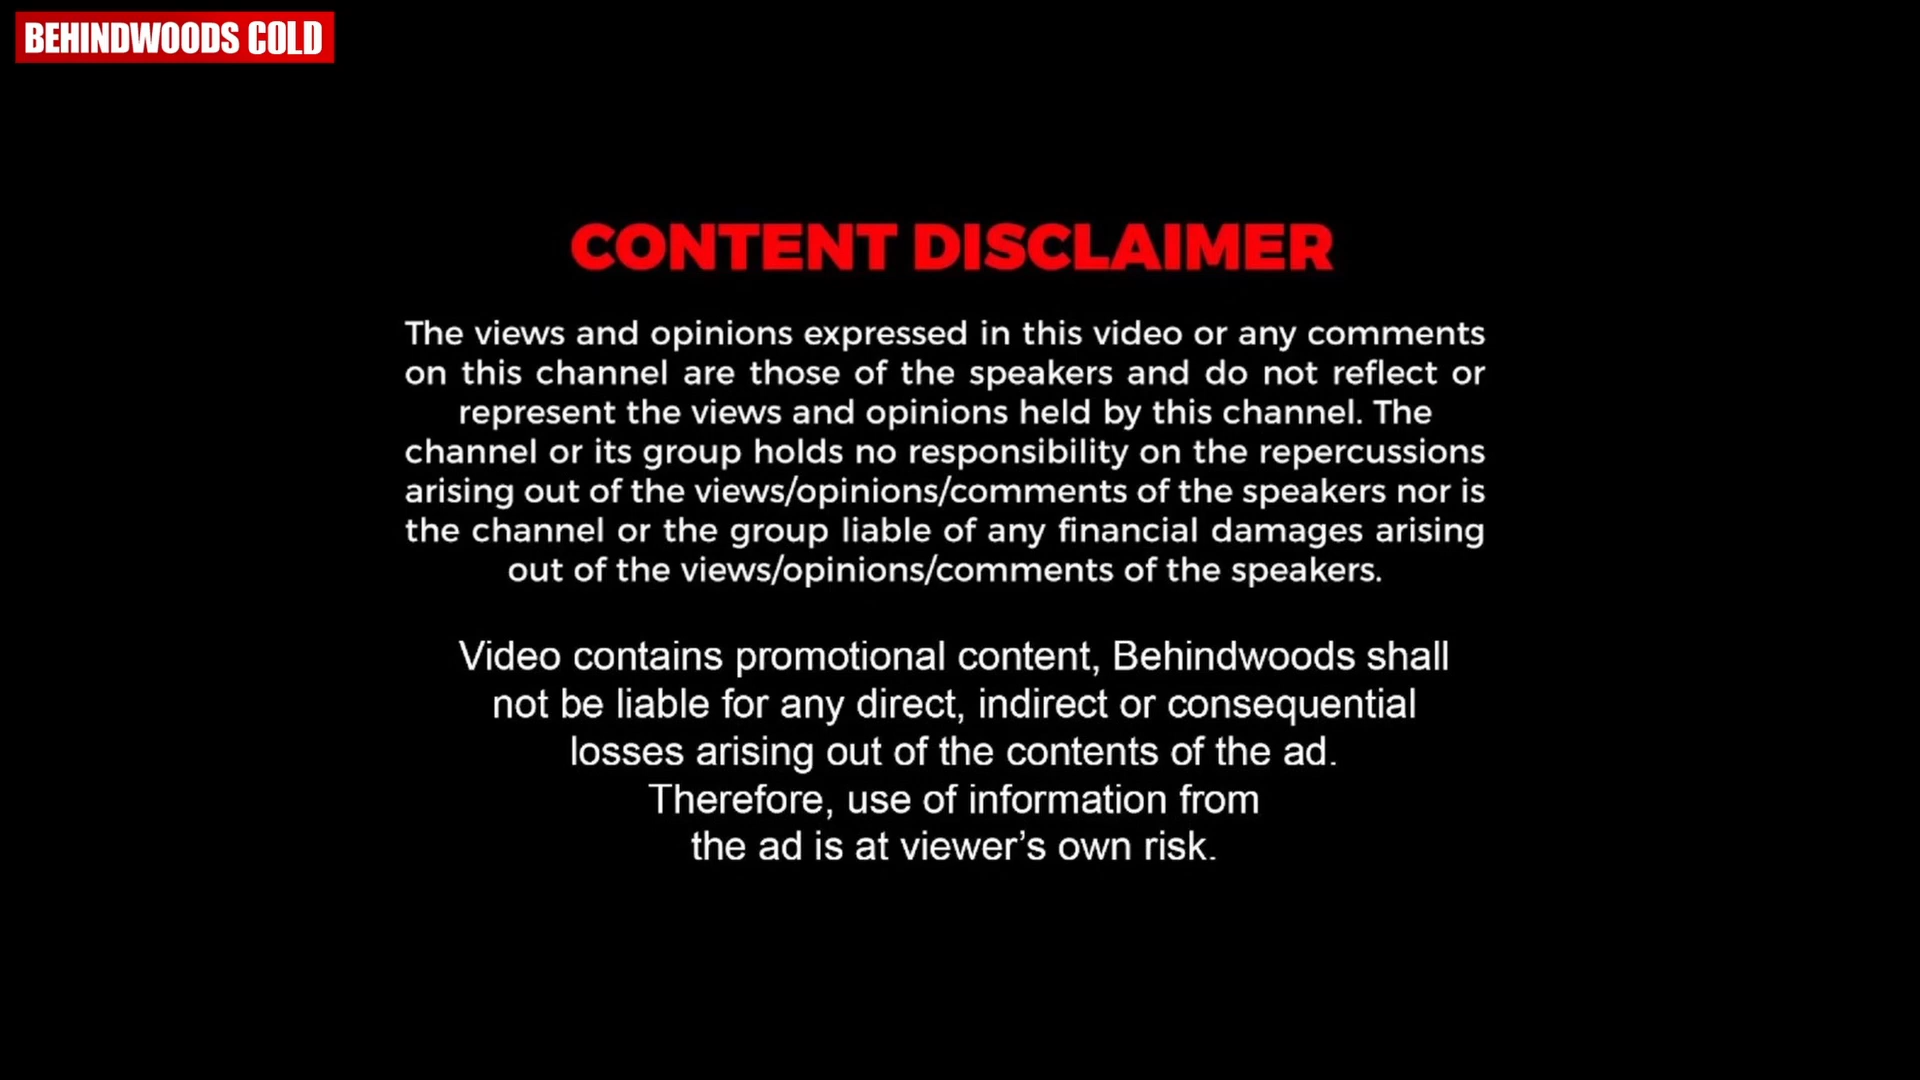 BEHINDWOODS COLD
CONTENT DISCLAIMER
The views and opinions expressed in this video or any comments
on this channel are those of the speakers and do not reflect or
represent the views and opinions held by this channel. The
channel or its group holds no responsibility on the repercussions
arising out of the views/opinions/comments of the speakers nor is
the channel or the group liable of any financial damages arising
out of the views/opinions/comments of the speakers.
Video contains promotional content, Behindwoods shall
not be liable for any direct, indirect or consequential
losses arising out of the contents of the ad.
Therefore, use of information from
the ad is at viewer’s own risk.